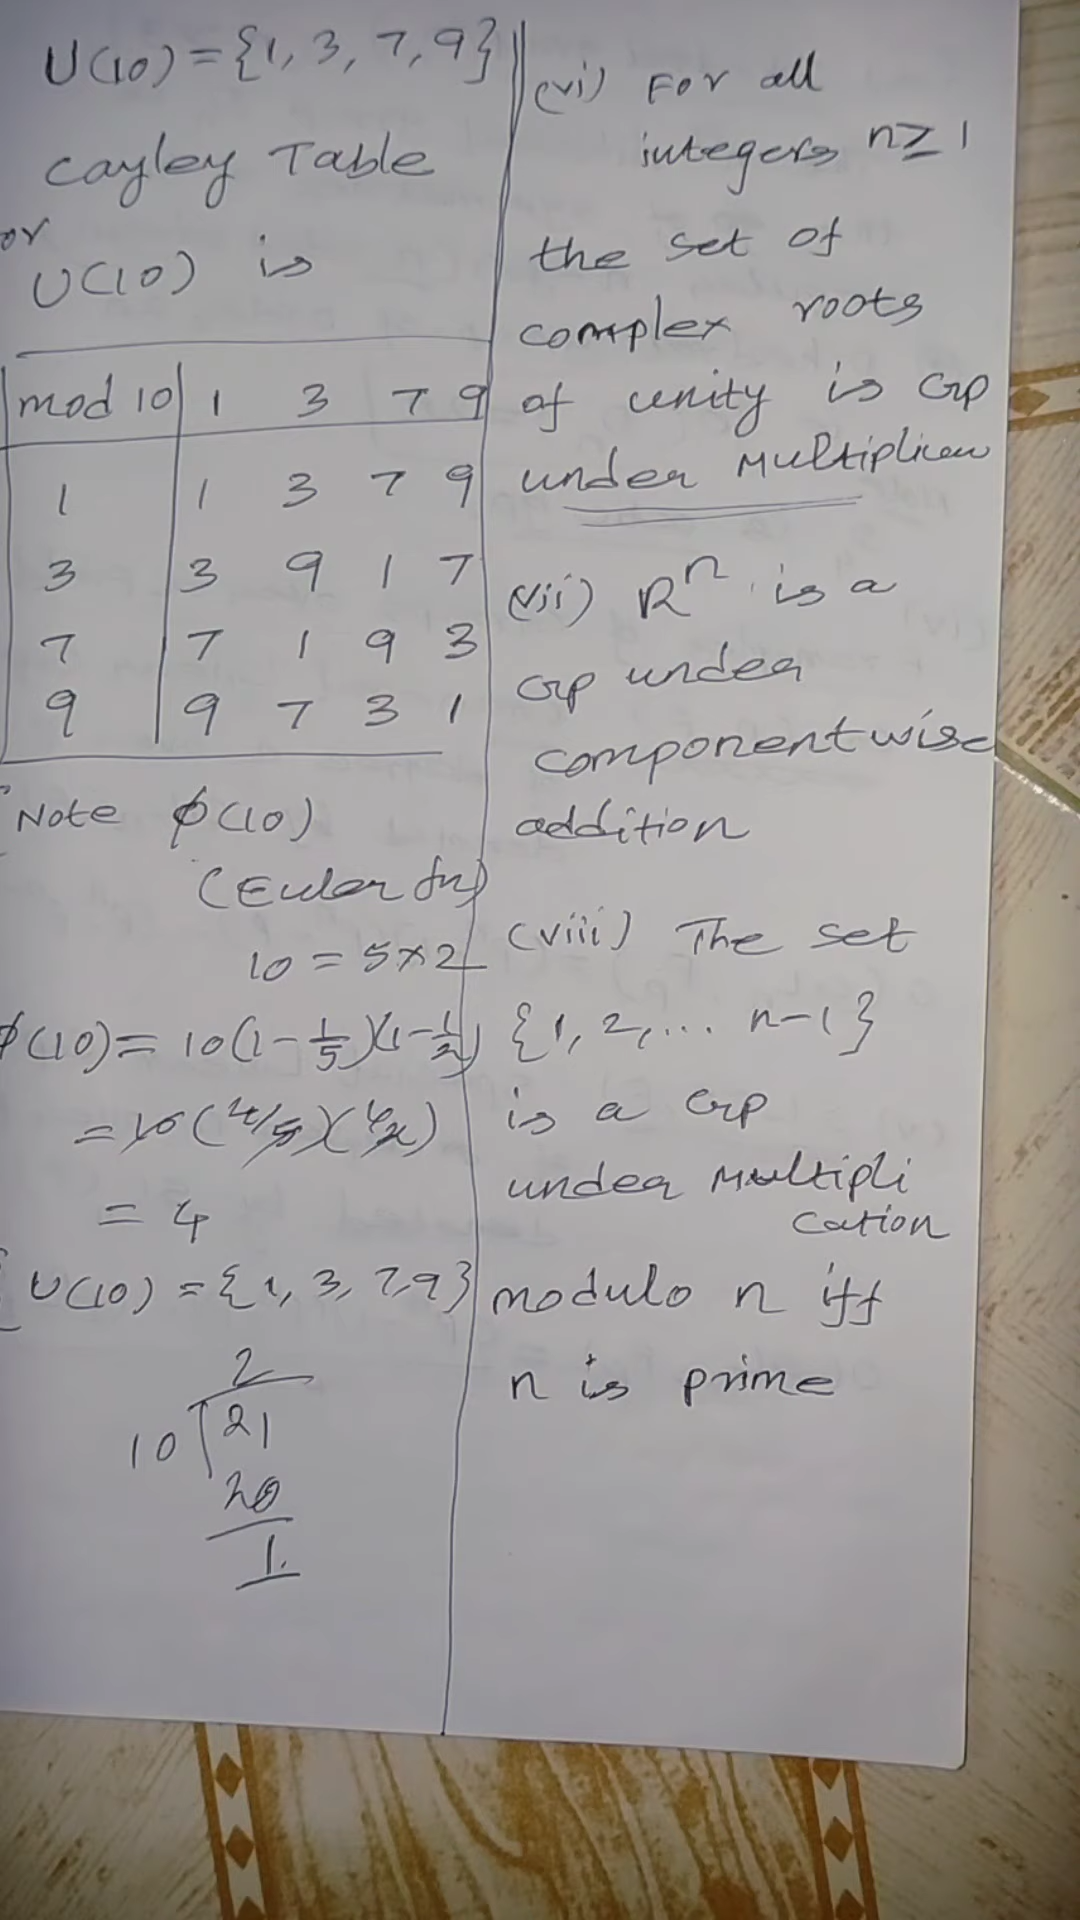 U(10) = {1, 3, 7, 9}
Cayley Table
or
U(10) is
mod 10 1 3 7 9
1 1 3 7 9
3 3 9 1 7
7 7 1 9 3
9 9 7 3 1
Note φ(10)
(Euler fn)
10 = 5×2
φ(10) = 10(1-1/5)(1-1/2)
= 10(4/5)(1/2)
= 4
U(10) = {1, 3, 7, 9}
2
10 21
20
1.
(vi) For all
integers n≥1
the set of
complex roots
of unity is Grp
under Multiplicau
(vii) Rⁿ is a
Grp under
componentwise
addition
(viii) The set
{1, 2, ... n-1}
is a Grp
under Multipli
cation
modulo n iff
n is prime